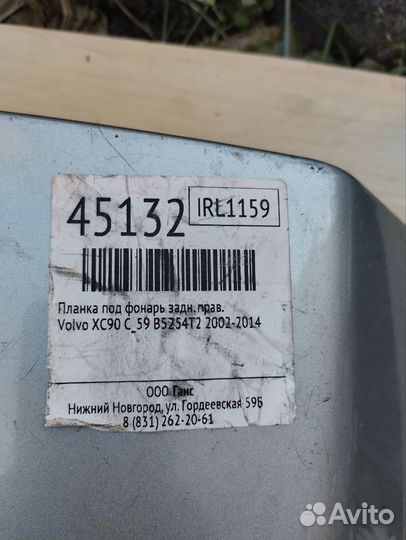 45132
IRL1159
Планка под фонарь задн. прав.
Volvo XC90 C_59 B5254T2 2002-2014
ООО Ганс
Нижний Новгород, ул. Гордеевская 59Б
8 (831) 262-20-61
Avito